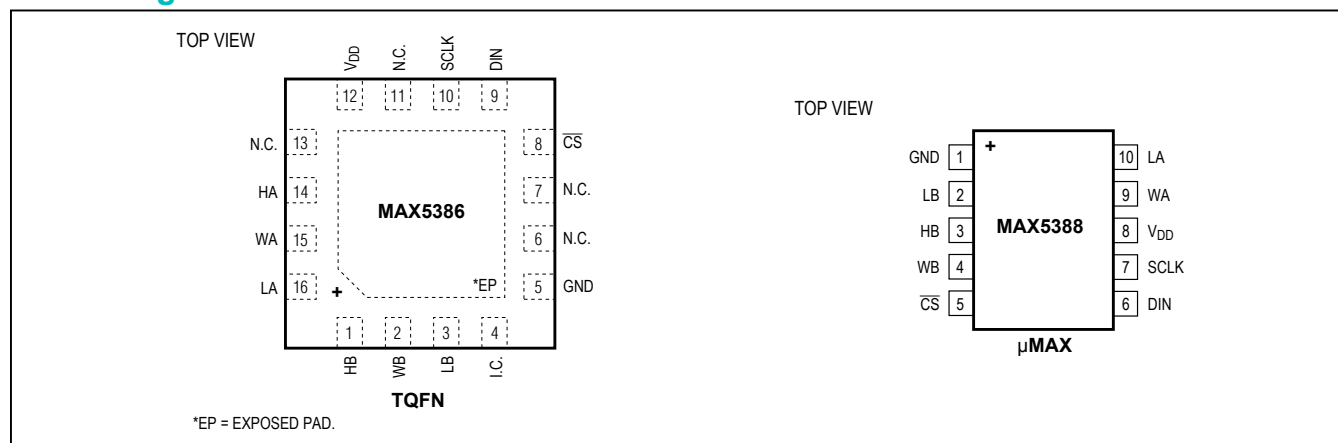 TOP VIEW
VDD
N.C.
SCLK
DIN
12 11 10 9
N.C. 13
HA 14
WA 15
LA 16
8 C̅S̅
7 N.C.
6 N.C.
5 GND
MAX5386
*EP
+
1 2 3 4
HB
WB
LB
I.C.
TQFN
*EP = EXPOSED PAD.
TOP VIEW
+
GND 1
LB 2
HB 3
WB 4
C̅S̅ 5
MAX5388
10 LA
9 WA
8 VDD
7 SCLK
6 DIN
µMAX